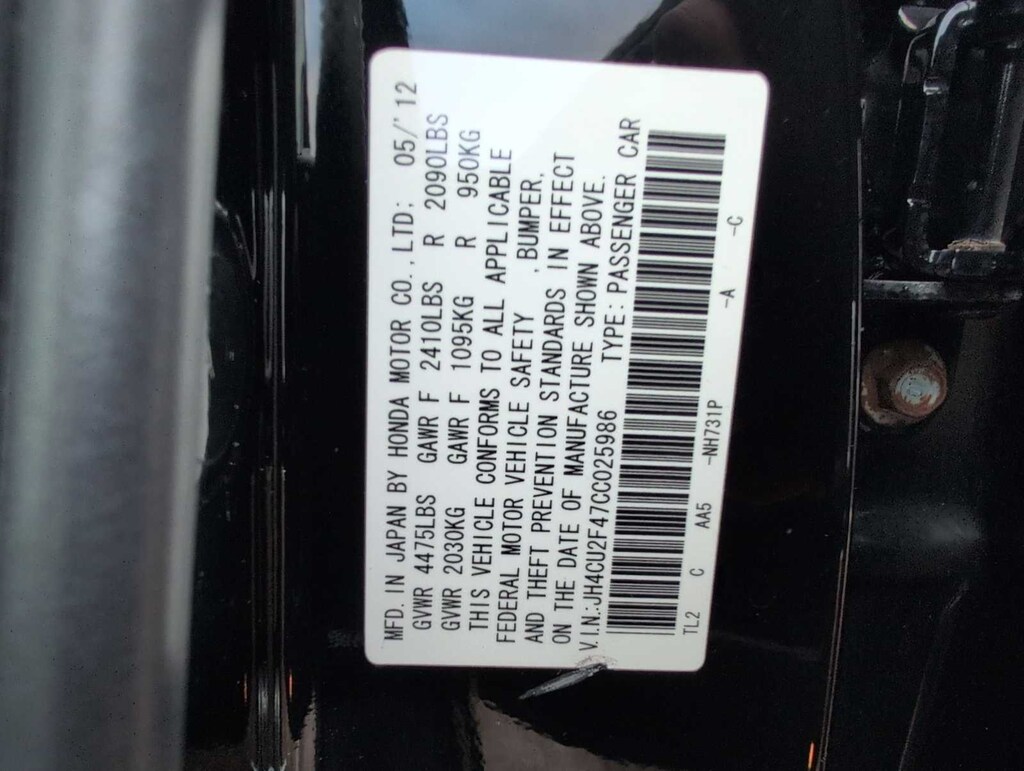 MFD. IN JAPAN BY HONDA MOTOR CO., LTD: 05/'12
GVWR 4475LBS GAWR F 2410LBS R 2090LBS
GVWR 2030KG GAWR F 1095KG R 950KG
THIS VEHICLE CONFORMS TO ALL APPLICABLE
FEDERAL MOTOR VEHICLE SAFETY ,BUMPER,
AND THEFT PREVENTION STANDARDS IN EFFECT
ON THE DATE OF MANUFACTURE SHOWN ABOVE.
V.I.N.:JH4CU2F47CC025986 TYPE: PASSENGER CAR
TL2 C AA5 -NH731P -A -C